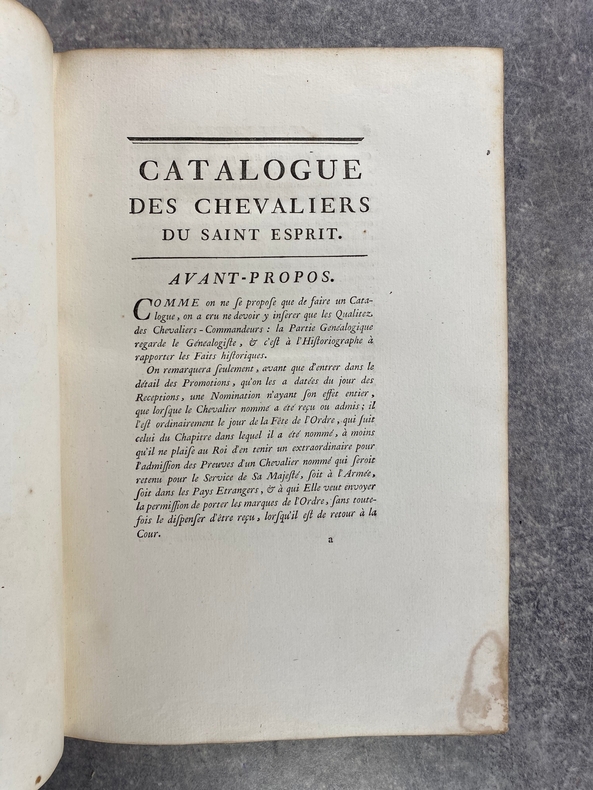 CATALOGUE
DES CHEVALIERS
DU SAINT ESPRIT.
AVANT-PROPOS.
COMME on ne ſe propoſe que de faire un Cata-
logue, on a cru ne devoir y inſerer que les Qualitez
des Chevaliers-Commandeurs : la Partie Genéalogique
regarde le Généalogiſte, & c'eſt à l'Hiſtoriographe à
rapporter les Faits hiſtoriques.
On remarquera ſeulement, avant que d'entrer dans le
détail des Promotions, qu'on les a datées du jour des
Receptions, une Nomination n'ayant ſon effet entier,
que lorſque le Chevalier nommé a été reçu ou admis ; il
l'eſt ordinairement le jour de la Fête de l'Ordre, qui ſuit
celui du Chapitre dans lequel il a été nommé, à moins
qu'il ne plaiſe au Roi d'en tenir un extraordinaire pour
l'admiſſion des Preuves d'un Chevalier nommé qui ſeroit
retenu pour le Service de Sa Majeſté, ſoit à l'Armée,
ſoit dans les Pays Etrangers, & à qui Elle veut envoyer
la permiſſion de porter les marques de l'Ordre, ſans toute-
fois le diſpenſer d'être reçu, lorſqu'il eſt de retour à la
Cour.
a